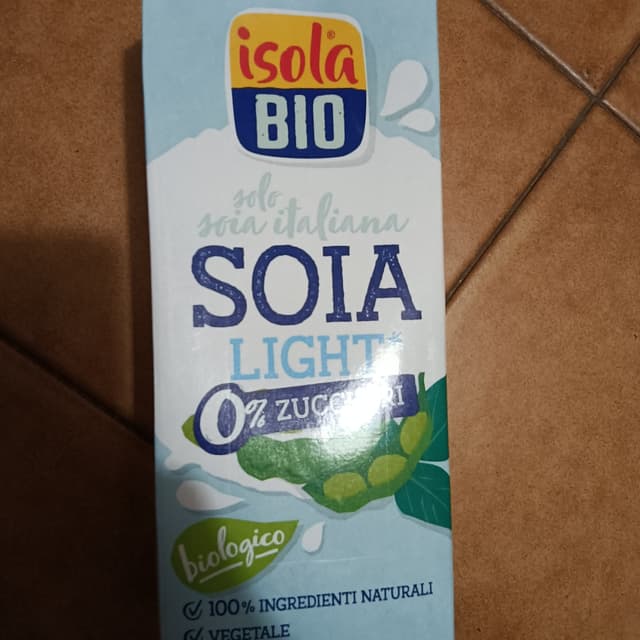 isola®
BIO
solo
soia italiana
SOIA
LIGHT*
0% ZUCCHERI
biologico
100% INGREDIENTI NATURALI
VEGETALE